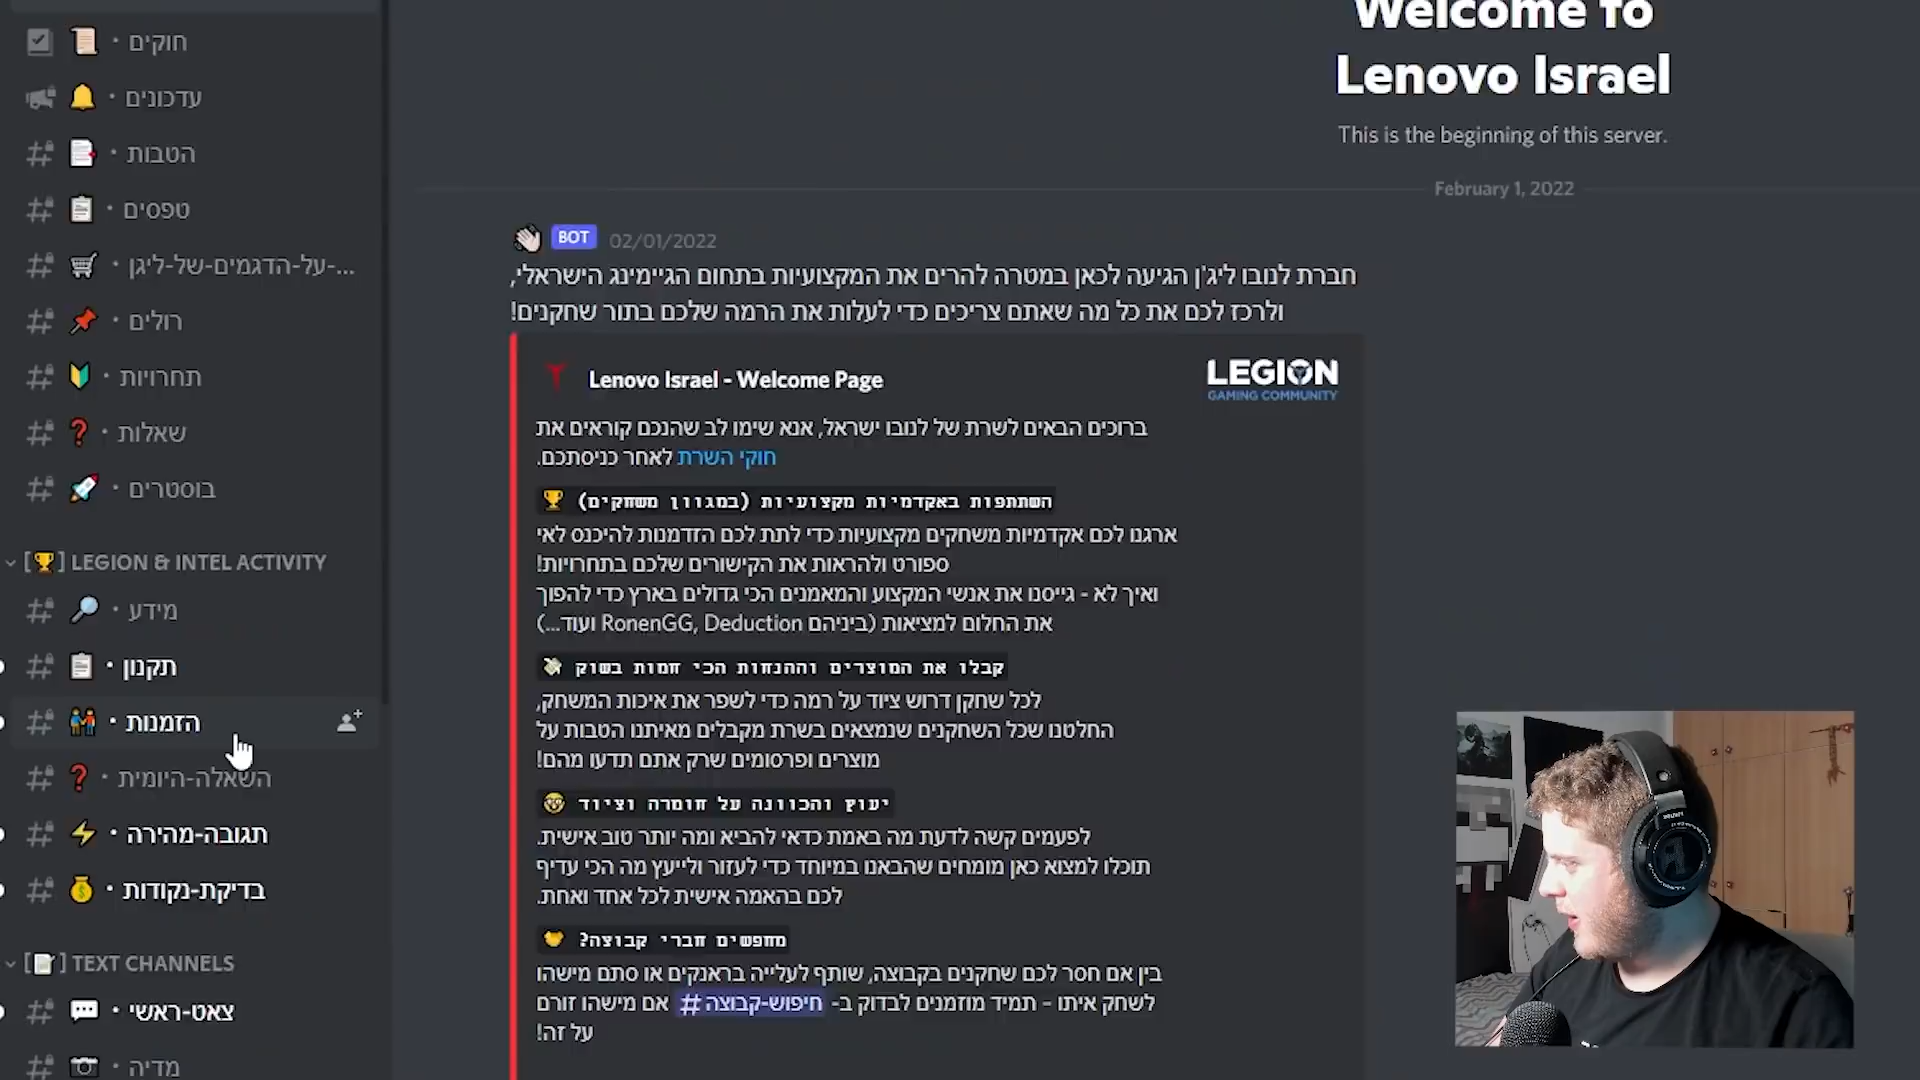 חוקים
עדכונים
הטבות
טפסים
על-הדגמים-של-ליגן-...
רולים
תחרויות
שאלות
בוסטרים
[🏆] LEGION & INTEL ACTIVITY
מידע
תקנון
הזמנות
השאלה-היומית
תגובה-מהירה
בדיקת-נקודות
[📝] TEXT CHANNELS
צאט-ראשי
מדיה
Welcome to
Lenovo Israel
This is the beginning of this server.
February 1, 2022
BOT 02/01/2022
חברת לנובו ליג'ן הגיעה לכאן במטרה להרים את המקצועיות בתחום הגיימינג הישראלי,
ולרכז לכם את כל מה שאתם צריכים כדי לעלות את הרמה שלכם בתור שחקנים!
Lenovo Israel - Welcome Page
LEGION
GAMING COMMUNITY
ברוכים הבאים לשרת של לנובו ישראל, אנא שימו לב שהנכם קוראים את
חוקי השרת לאחר כניסתכם.
🏆 השתתפות באקדמיות מקצועיות (במגוון משחקים)
ארגנו לכם אקדמיות משחקים מקצועיות כדי לתת לכם הזדמנות להיכנס לאי
ספורט ולהראות את הקישורים שלכם בתחרויות!
ואיך לא - גייסנו את אנשי המקצוע והמאמנים הכי גדולים בארץ כדי להפוך
את החלום למציאות (ביניהם RonenGG, Deduction ועוד...)
💸 קבלו את המוצרים וההנחות הכי חמות בשוק
לכל שחקן דרוש ציוד על רמה כדי לשפר את איכות המשחק,
החלטנו שכל השחקנים שנמצאים בשרת מקבלים מאיתנו הטבות על
מוצרים ופרסומים שרק אתם תדעו מהם!
🤓 יעוץ והכוונה על חומרה וציוד
לפעמים קשה לדעת מה באמת כדאי להביא ומה יותר טוב אישית.
תוכלו למצוא כאן מומחים שהבאנו במיוחד כדי לעזור ולייעץ מה הכי עדיף
לכם בהאמה אישית לכל אחד ואחת.
מחפשים חברי קבוצה?
בין אם חסר לכם שחקנים בקבוצה, שותף לעלייה בראנקים או סתם מישהו
לשחק איתו - תמיד מוזמנים לבדוק ב- #חיפוש-קבוצה אם מישהו זורם
על זה!